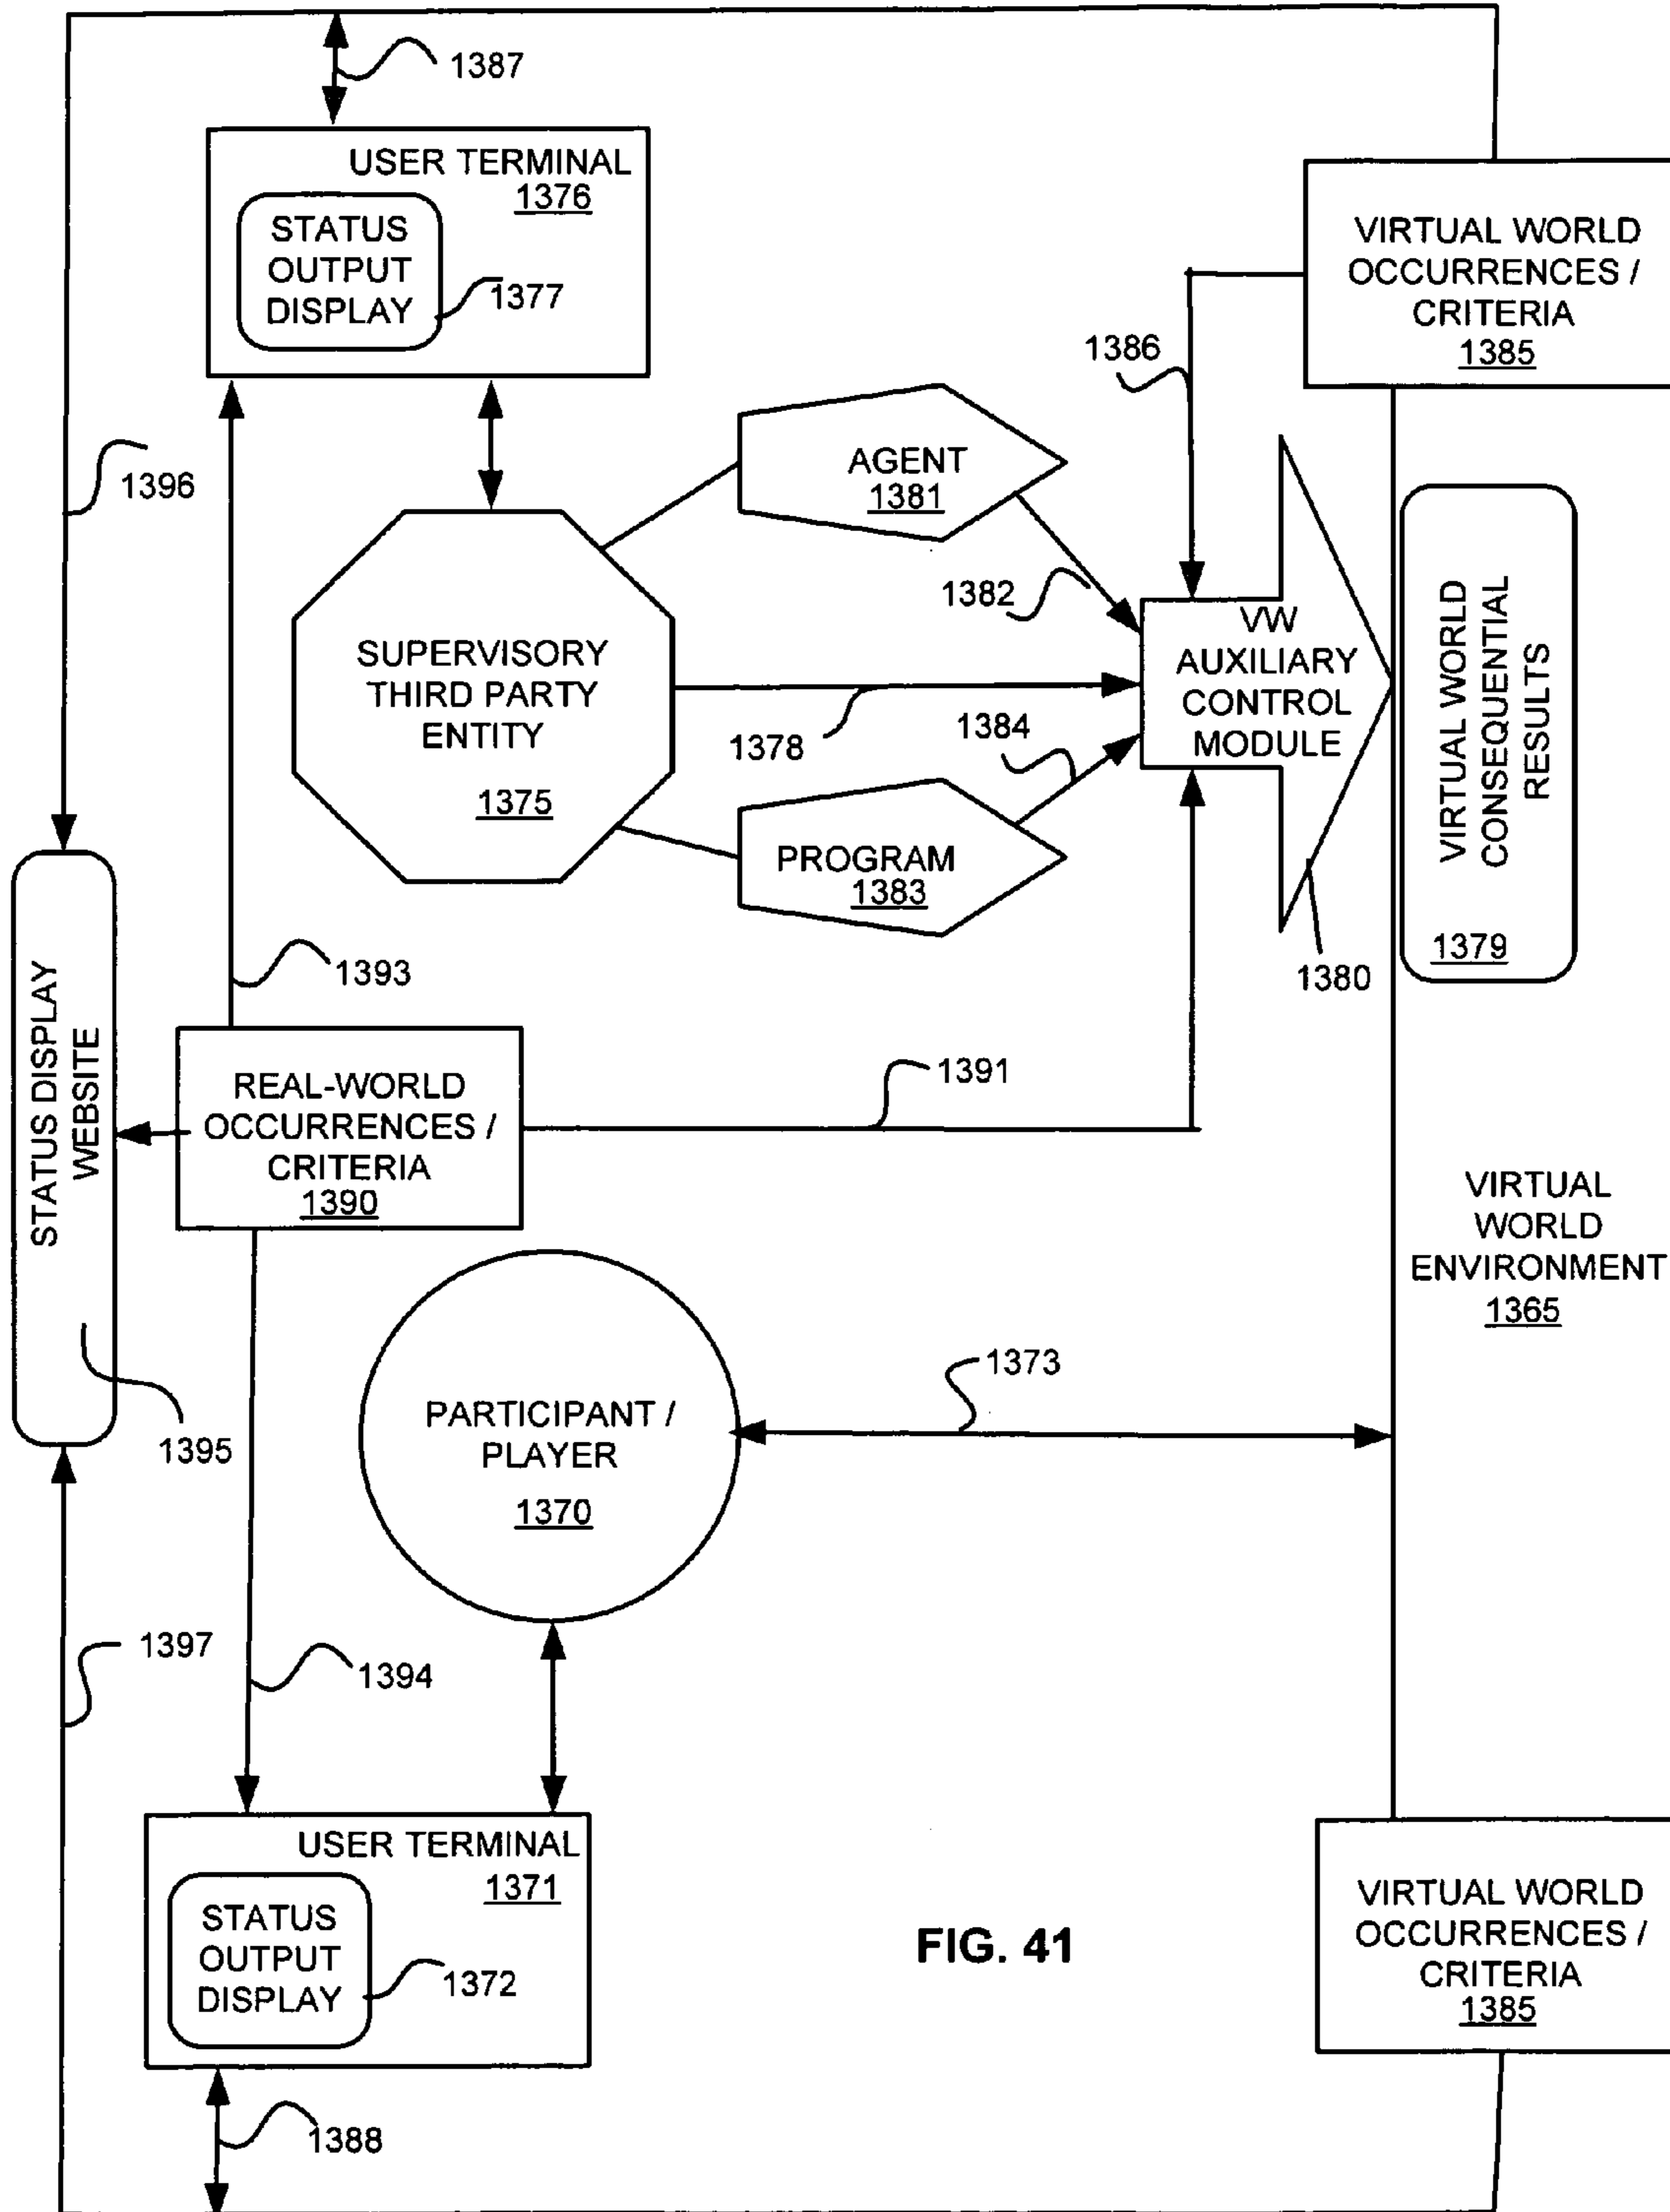 1387
USER TERMINAL
1376
STATUS
OUTPUT
DISPLAY
1377
VIRTUAL WORLD
OCCURRENCES /
CRITERIA
1385
1386
1396
AGENT
1381
1382
SUPERVISORY
THIRD PARTY
ENTITY
1375
1378
VW
AUXILIARY
CONTROL
MODULE
1384
PROGRAM
1383
1380
VIRTUAL WORLD
CONSEQUENTIAL
RESULTS
1379
1393
STATUS DISPLAY
WEBSITE
1395
REAL-WORLD
OCCURRENCES /
CRITERIA
1390
1391
VIRTUAL
WORLD
ENVIRONMENT
1365
1373
PARTICIPANT /
PLAYER
1370
1397
1394
USER TERMINAL
1371
STATUS
OUTPUT
DISPLAY
1372
FIG. 41
VIRTUAL WORLD
OCCURRENCES /
CRITERIA
1385
1388